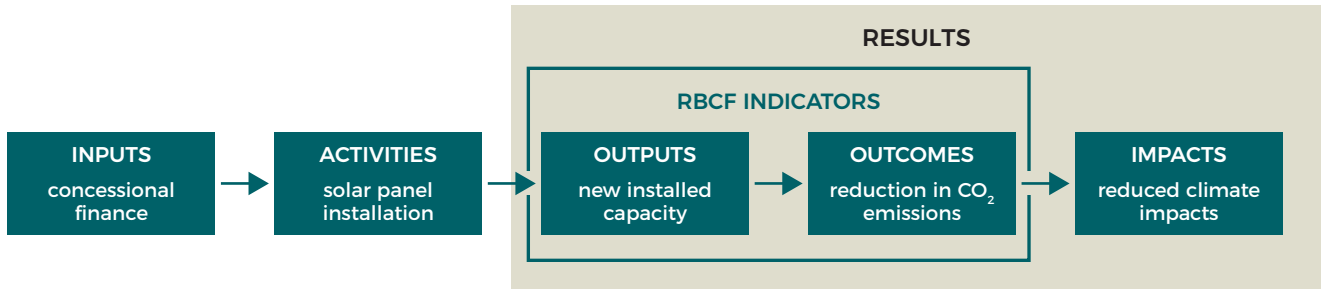 RESULTS
RBCF INDICATORS
INPUTS
concessional
finance
ACTIVITIES
solar panel
installation
OUTPUTS
new installed
capacity
OUTCOMES
reduction in CO₂
emissions
IMPACTS
reduced climate
impacts